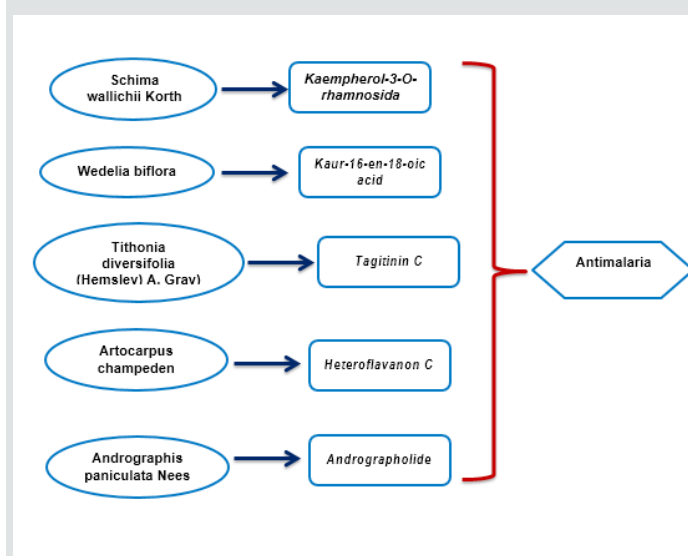 Schima
wallichii Korth
Kaempherol-3-O-
rhamnosida
Wedelia biflora
Kaur-16-en-18-oic
acid
Tithonia
diversifolia
(Hemsley) A. Gray)
Tagitinin C
Artocarpus
champeden
Heteroflavanon C
Andrographis
paniculata Nees
Andrographolide
Antimalaria